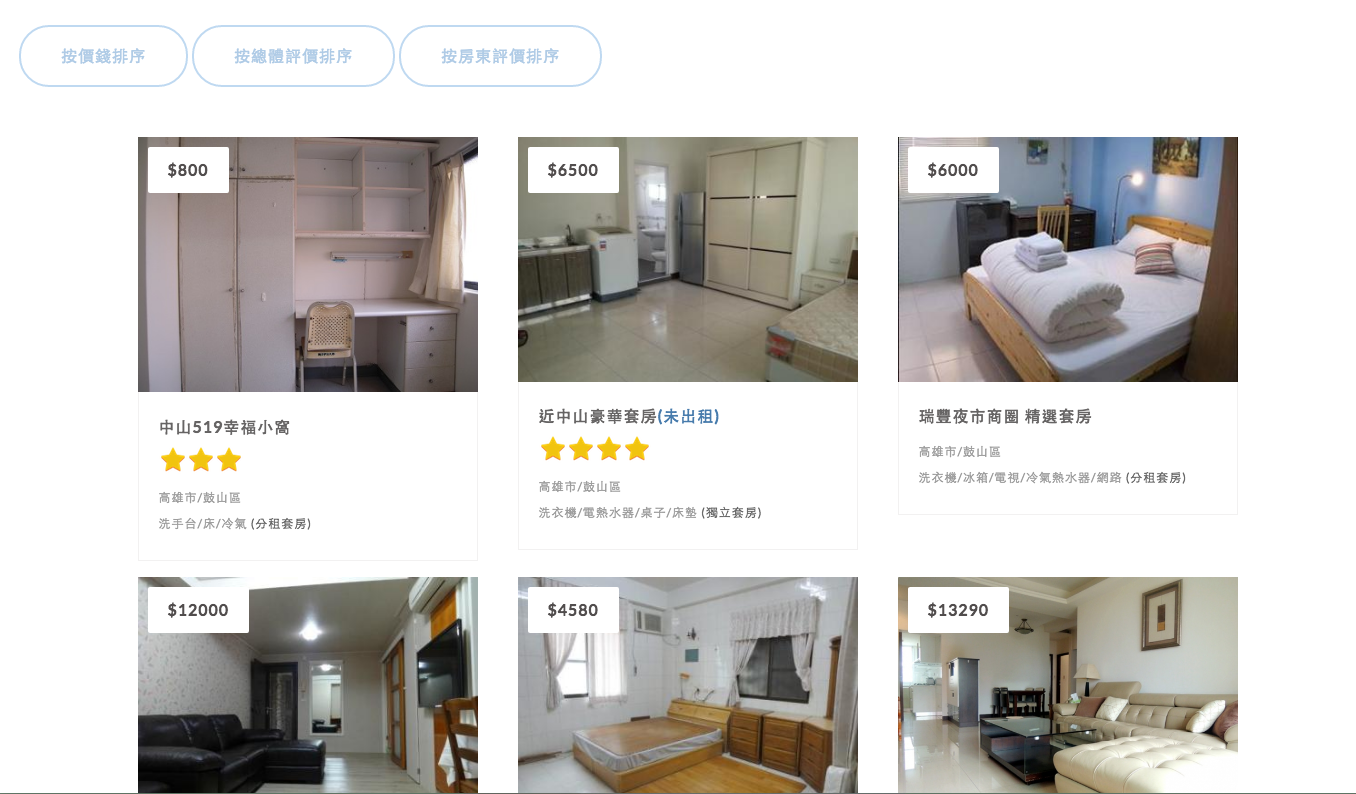 按價錢排序
按總體評價排序
按房東評價排序
$800
$6500
$6000
中山519幸福小窩
高雄市/鼓山區
洗手台/床/冷氣 (分租套房)
近中山豪華套房(未出租)
高雄市/鼓山區
洗衣機/電熱水器/桌子/床墊 (獨立套房)
瑞豐夜市商圈 精選套房
高雄市/鼓山區
洗衣機/冰箱/電視/冷氣熱水器/網路 (分租套房)
$12000
$4580
$13290